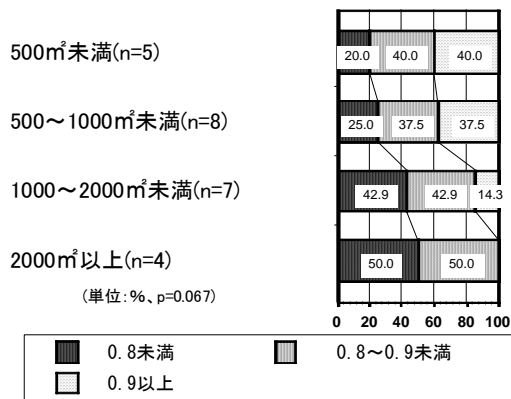 500㎡未満(n=5)
20.0 40.0 40.0
500～1000㎡未満(n=8)
25.0 37.5 37.5
1000～2000㎡未満(n=7)
42.9 42.9 14.3
2000㎡以上(n=4)
50.0 50.0
(単位:%、p=0.067)
0 20 40 60 80 100
0.8未満 0.8～0.9未満
0.9以上